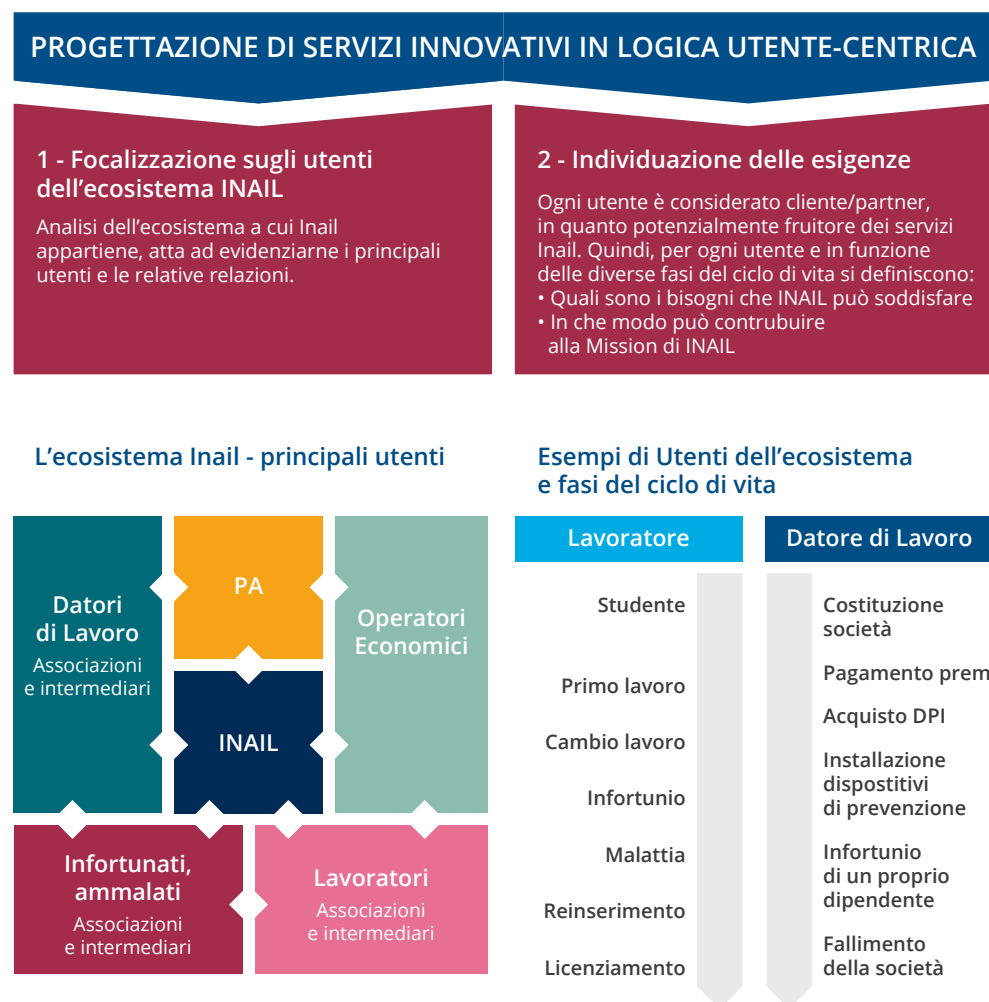 PROGETTAZIONE DI SERVIZI INNOVATIVI IN LOGICA UTENTE-CENTRICA
1 - Focalizzazione sugli utenti
dell’ecosistema INAIL
Analisi dell’ecosistema a cui Inail
appartiene, atta ad evidenziarne i principali
utenti e le relative relazioni.
2 - Individuazione delle esigenze
Ogni utente è considerato cliente/partner,
in quanto potenzialmente fruitore dei servizi
Inail. Quindi, per ogni utente e in funzione
delle diverse fasi del ciclo di vita si definiscono:
• Quali sono i bisogni che INAIL può soddisfare
• In che modo può contrubuire
alla Mission di INAIL
L’ecosistema Inail - principali utenti
Datori
di Lavoro
Associazioni
e intermediari
PA
Operatori
Economici
INAIL
Infortunati,
ammalati
Associazioni
e intermediari
Lavoratori
Associazioni
e intermediari
Esempi di Utenti dell’ecosistema
e fasi del ciclo di vita
Lavoratore
Studente
Primo lavoro
Cambio lavoro
Infortunio
Malattia
Reinserimento
Licenziamento
Datore di Lavoro
Costituzione
società
Pagamento prem
Acquisto DPI
Installazione
dispostitivi
di prevenzione
Infortunio
di un proprio
dipendente
Fallimento
della società